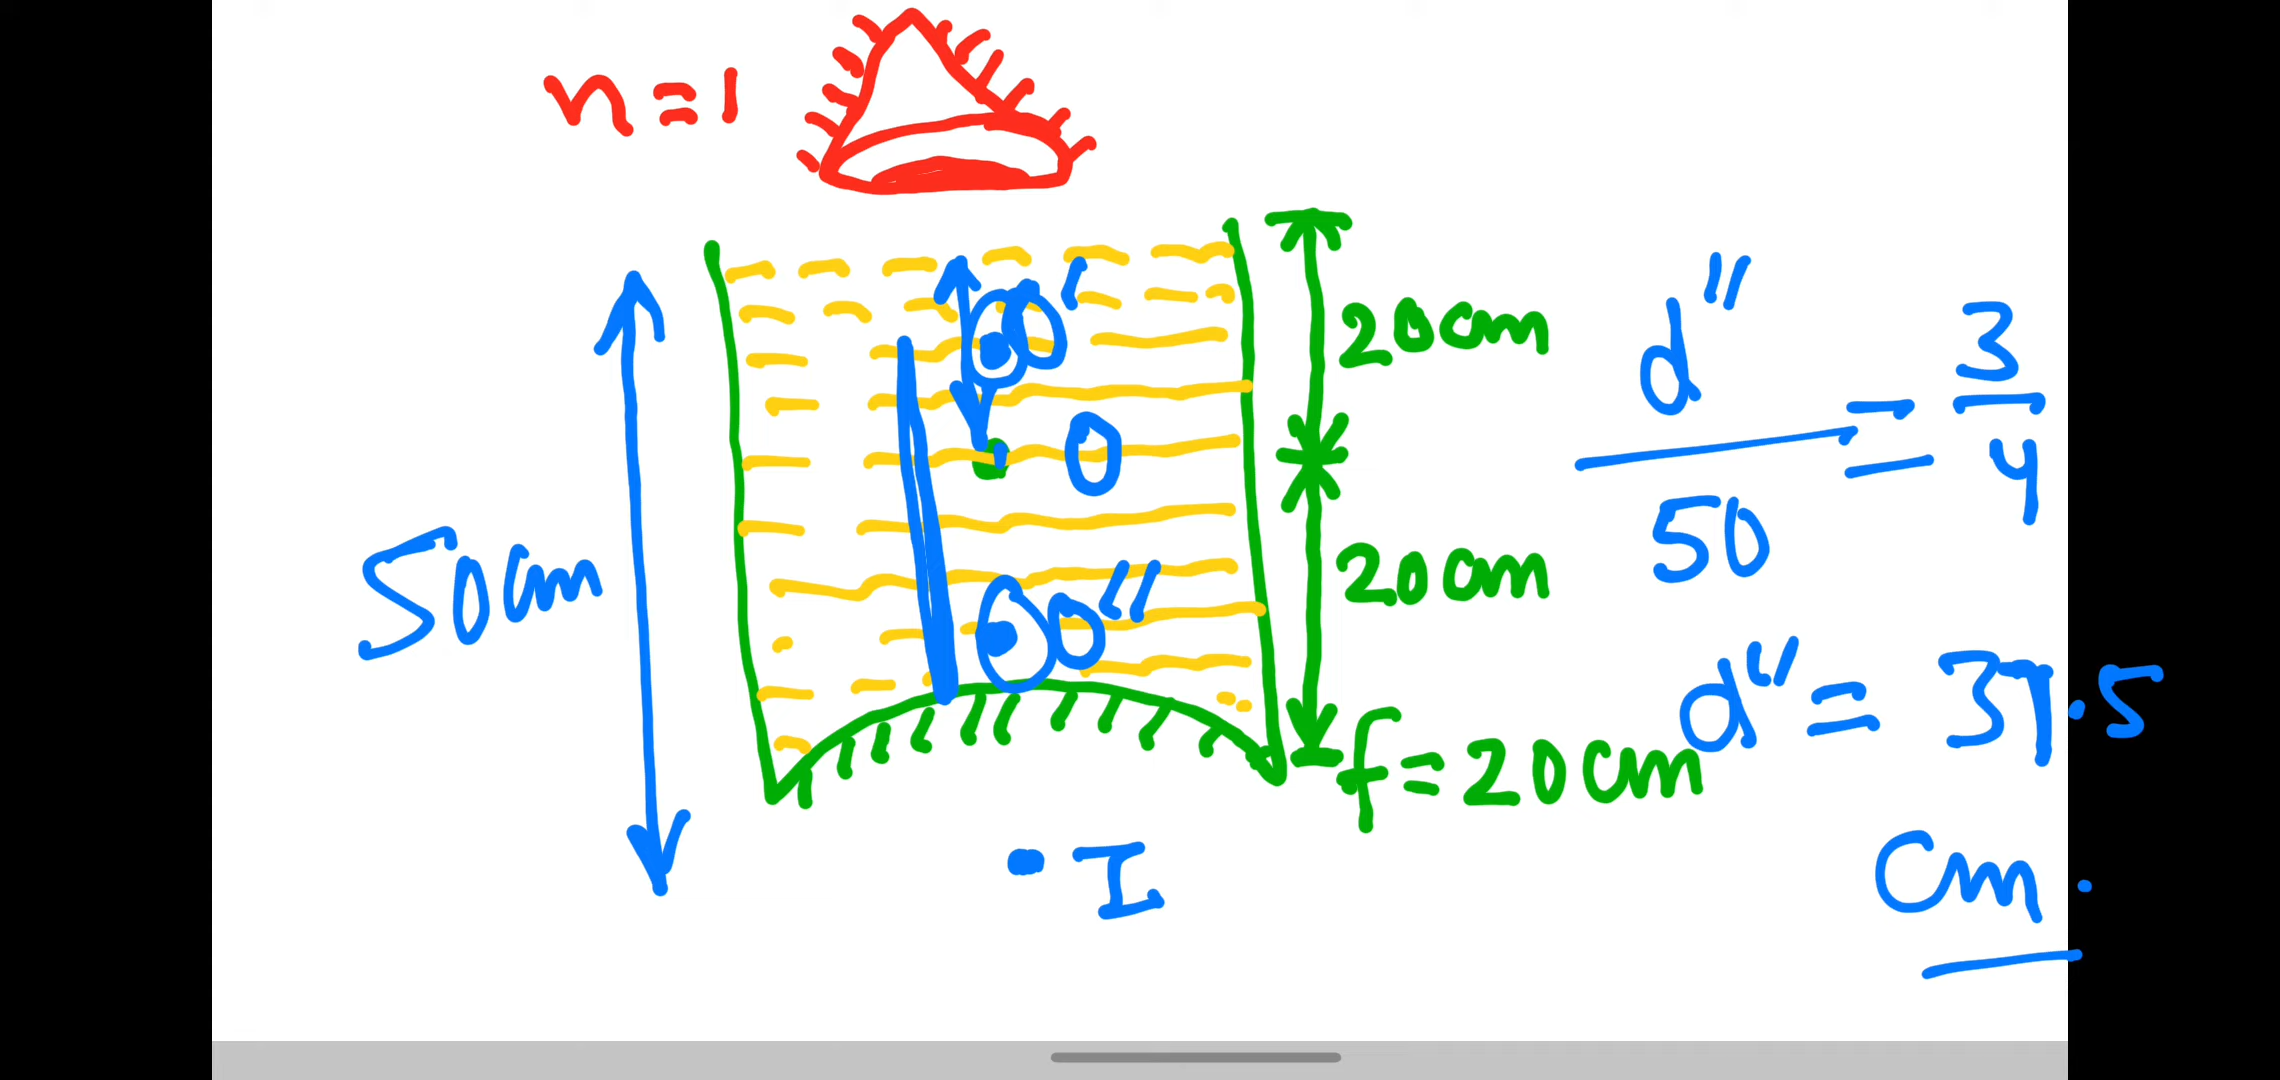 n=1
O'
20cm
O
50cm
20cm
O"
f=20cm
I
d"/50 = 3/4
d"= 37.5
cm.